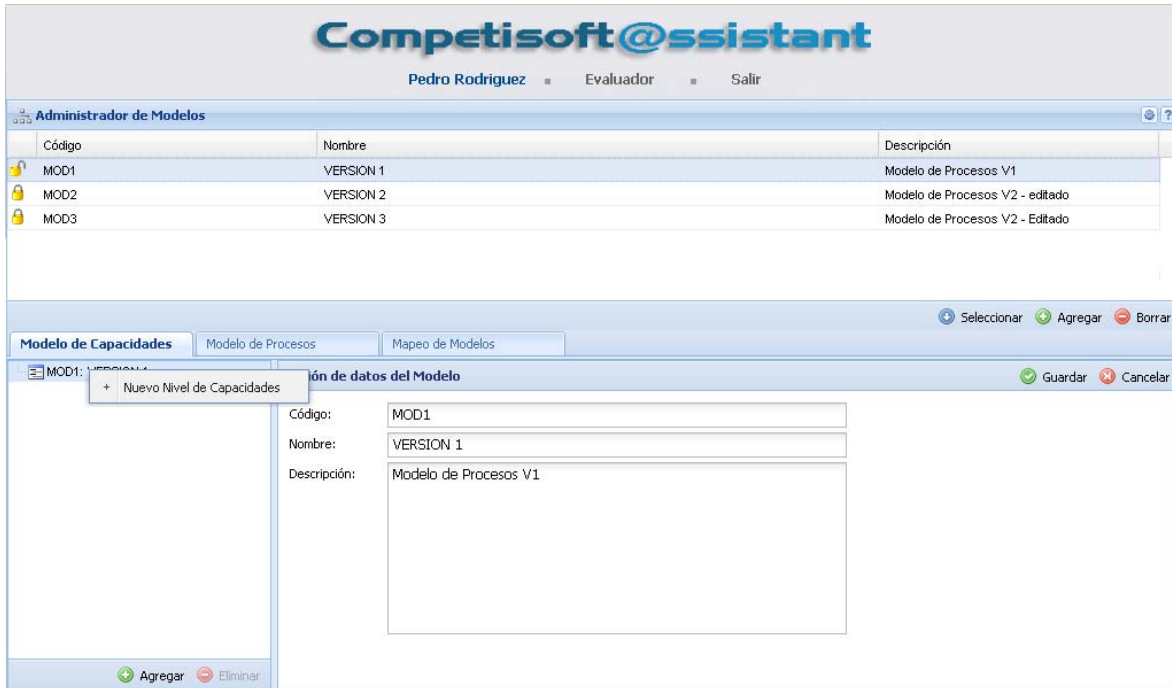 Competisoft@ssistant
Pedro Rodriguez Evaluador Salir
Administrador de Modelos ?
Código Nombre Descripción
MOD1 VERSION 1 Modelo de Procesos V1
MOD2 VERSION 2 Modelo de Procesos V2 - editado
MOD3 VERSION 3 Modelo de Procesos V2 - Editado
Seleccionar Agregar Borrar
Modelo de Capacidades Modelo de Procesos Mapeo de Modelos
MOD1: ión de datos del Modelo Guardar Cancelar
+ Nuevo Nivel de Capacidades
Código: MOD1
Nombre: VERSION 1
Descripción: Modelo de Procesos V1
Agregar Eliminar